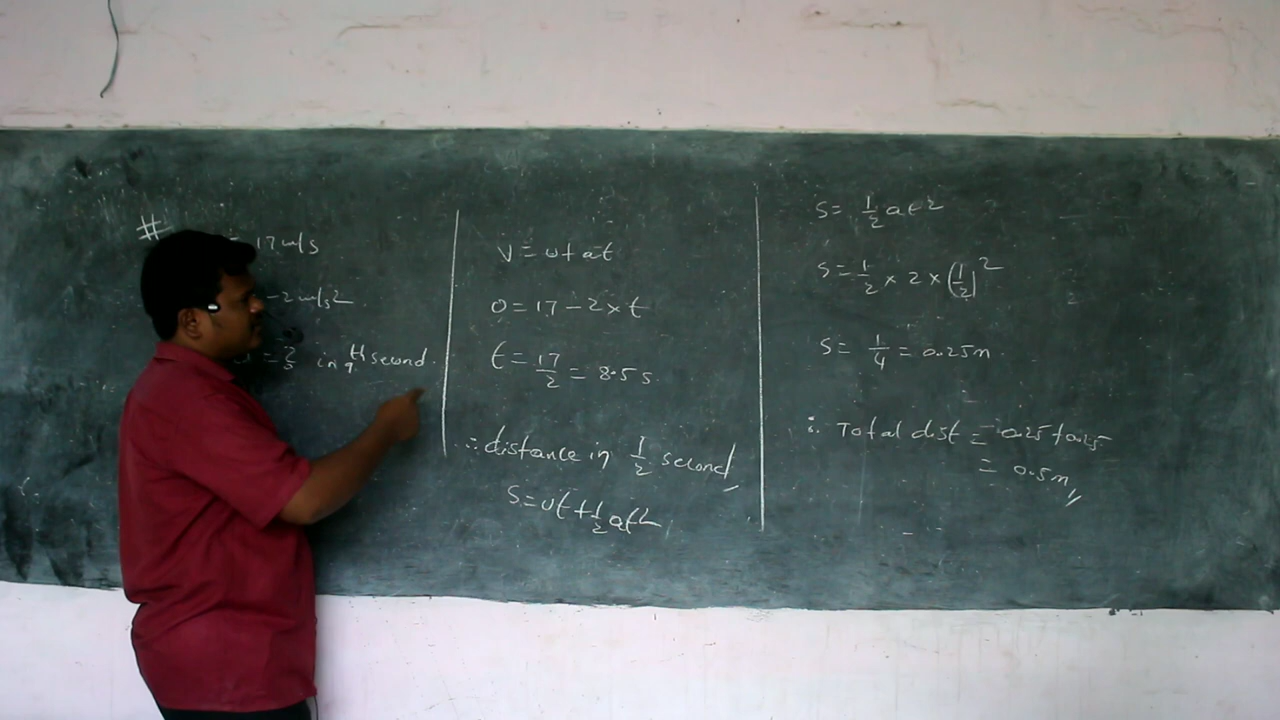 # = 17 m/s
-2 m/s²
= ? in 9th second.
V = u + at
0 = 17 - 2 × t
t = 17/2 = 8.5 s.
∴ distance in 1/2 second
S = ut + 1/2 at²
S = 1/2 at²
S = 1/2 × 2 × (1/2)²
S = 1/4 = 0.25m
∴ Total dist = 0.25 + 0.25
= 0.5m